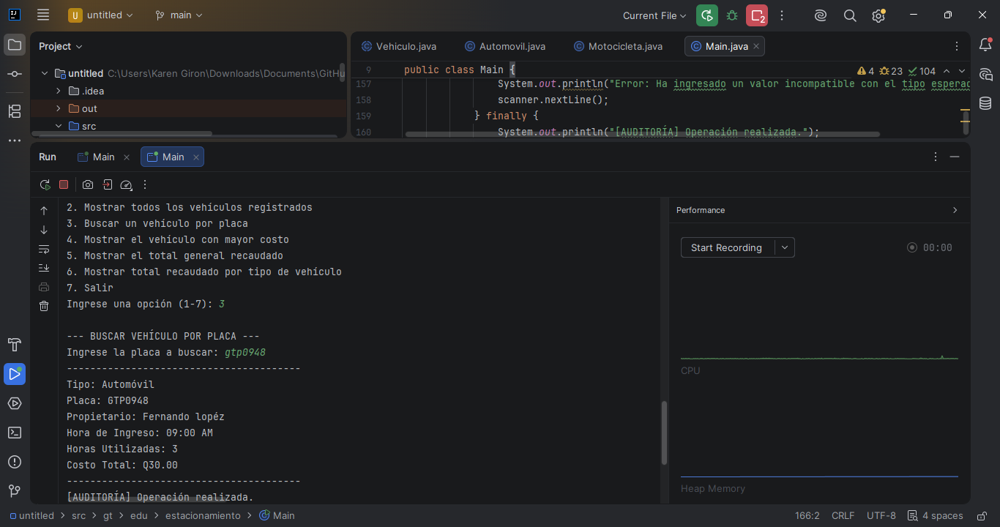 U untitled main Current File 2
Project
untitled C:\Users\Karen Giron\Downloads\Documents\GitHu
.idea
out
src
Vehiculo.java Automovil.java Motocicleta.java Main.java
9 public class Main { 4 23 104
157 System.out.println("Error: Ha ingresado un valor incompatible con el tipo esperad
158 scanner.nextLine();
159 } finally {
160 System.out.println("[AUDITORÍA] Operación realizada.");
Run Main Main
2. Mostrar todos los vehículos registrados
3. Buscar un vehículo por placa
4. Mostrar el vehículo con mayor costo
5. Mostrar el total general recaudado
6. Mostrar total recaudado por tipo de vehículo
7. Salir
Ingrese una opción (1-7): 3
--- BUSCAR VEHÍCULO POR PLACA ---
Ingrese la placa a buscar: gtp0948
----------------------------------------
Tipo: Automóvil
Placa: GTP0948
Propietario: Fernando lopéz
Hora de Ingreso: 09:00 AM
Horas Utilizadas: 3
Costo Total: Q30.00
----------------------------------------
[AUDITORÍA] Operación realizada.
Performance
Start Recording 00:00
CPU
Heap Memory
untitled > src > gt > edu > estacionamiento > Main 166:2 CRLF UTF-8 4 spaces